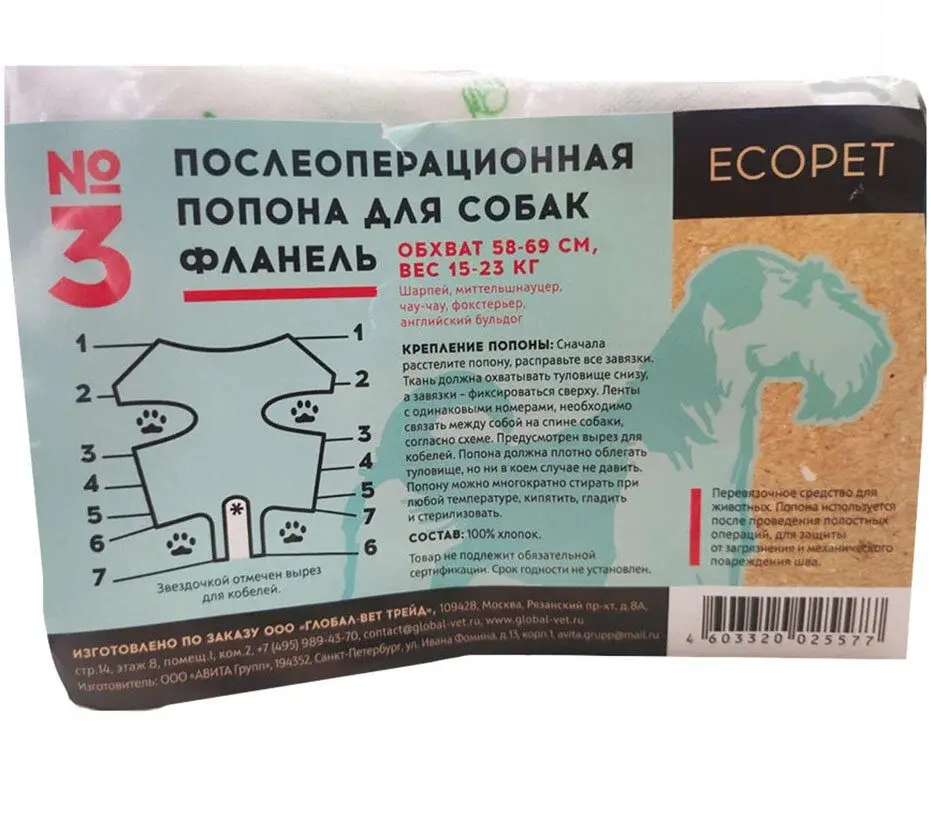 №
3
ПОСЛЕОПЕРАЦИОННАЯ
ПОПОНА ДЛЯ СОБАК
ФЛАНЕЛЬ
ОБХВАТ 58-69 СМ,
ВЕС 15-23 КГ
Шарпей, миттельшнауцер,
чау-чау, фокстерьер,
английский бульдог
ECOPET
1 1
2 2
3 3
4 4
5 5
6 7
7 6
*
Звездочкой отмечен вырез
для кобелей.
КРЕПЛЕНИЕ ПОПОНЫ: Сначала
расстелите попону, расправьте все завязки.
Ткань должна охватывать туловище снизу,
а завязки – фиксироваться сверху. Ленты
с одинаковыми номерами, необходимо
связать между собой на спине собаки,
согласно схеме. Предусмотрен вырез для
кобелей. Попона должна плотно облегать
туловище, но ни в коем случае не давить.
Попону можно многократно стирать при
любой температуре, кипятить, гладить
и стерилизовать.
СОСТАВ: 100% хлопок.
Товар не подлежит обязательной
сертификации. Срок годности не установлен.
Перевязочное средство для
животных. Попона используется
после проведения полостных
операций, для защиты
от загрязнения и механического
повреждения шва.
ИЗГОТОВЛЕНО ПО ЗАКАЗУ ООО «ГЛОБАЛ-ВЕТ ТРЕЙД», 109428, Москва, Рязанский пр-кт, д. 8А,
стр.14, этаж 8, помещ.I, ком.2, +7 (495) 989-43-70, contact@global-vet.ru, www.global-vet.ru
Изготовитель: ООО «АВИТА Групп», 194352, Санкт-Петербург, ул. Ивана Фомина, д 13, корп.1, avita.grupp@mail.ru
4 603320 025577